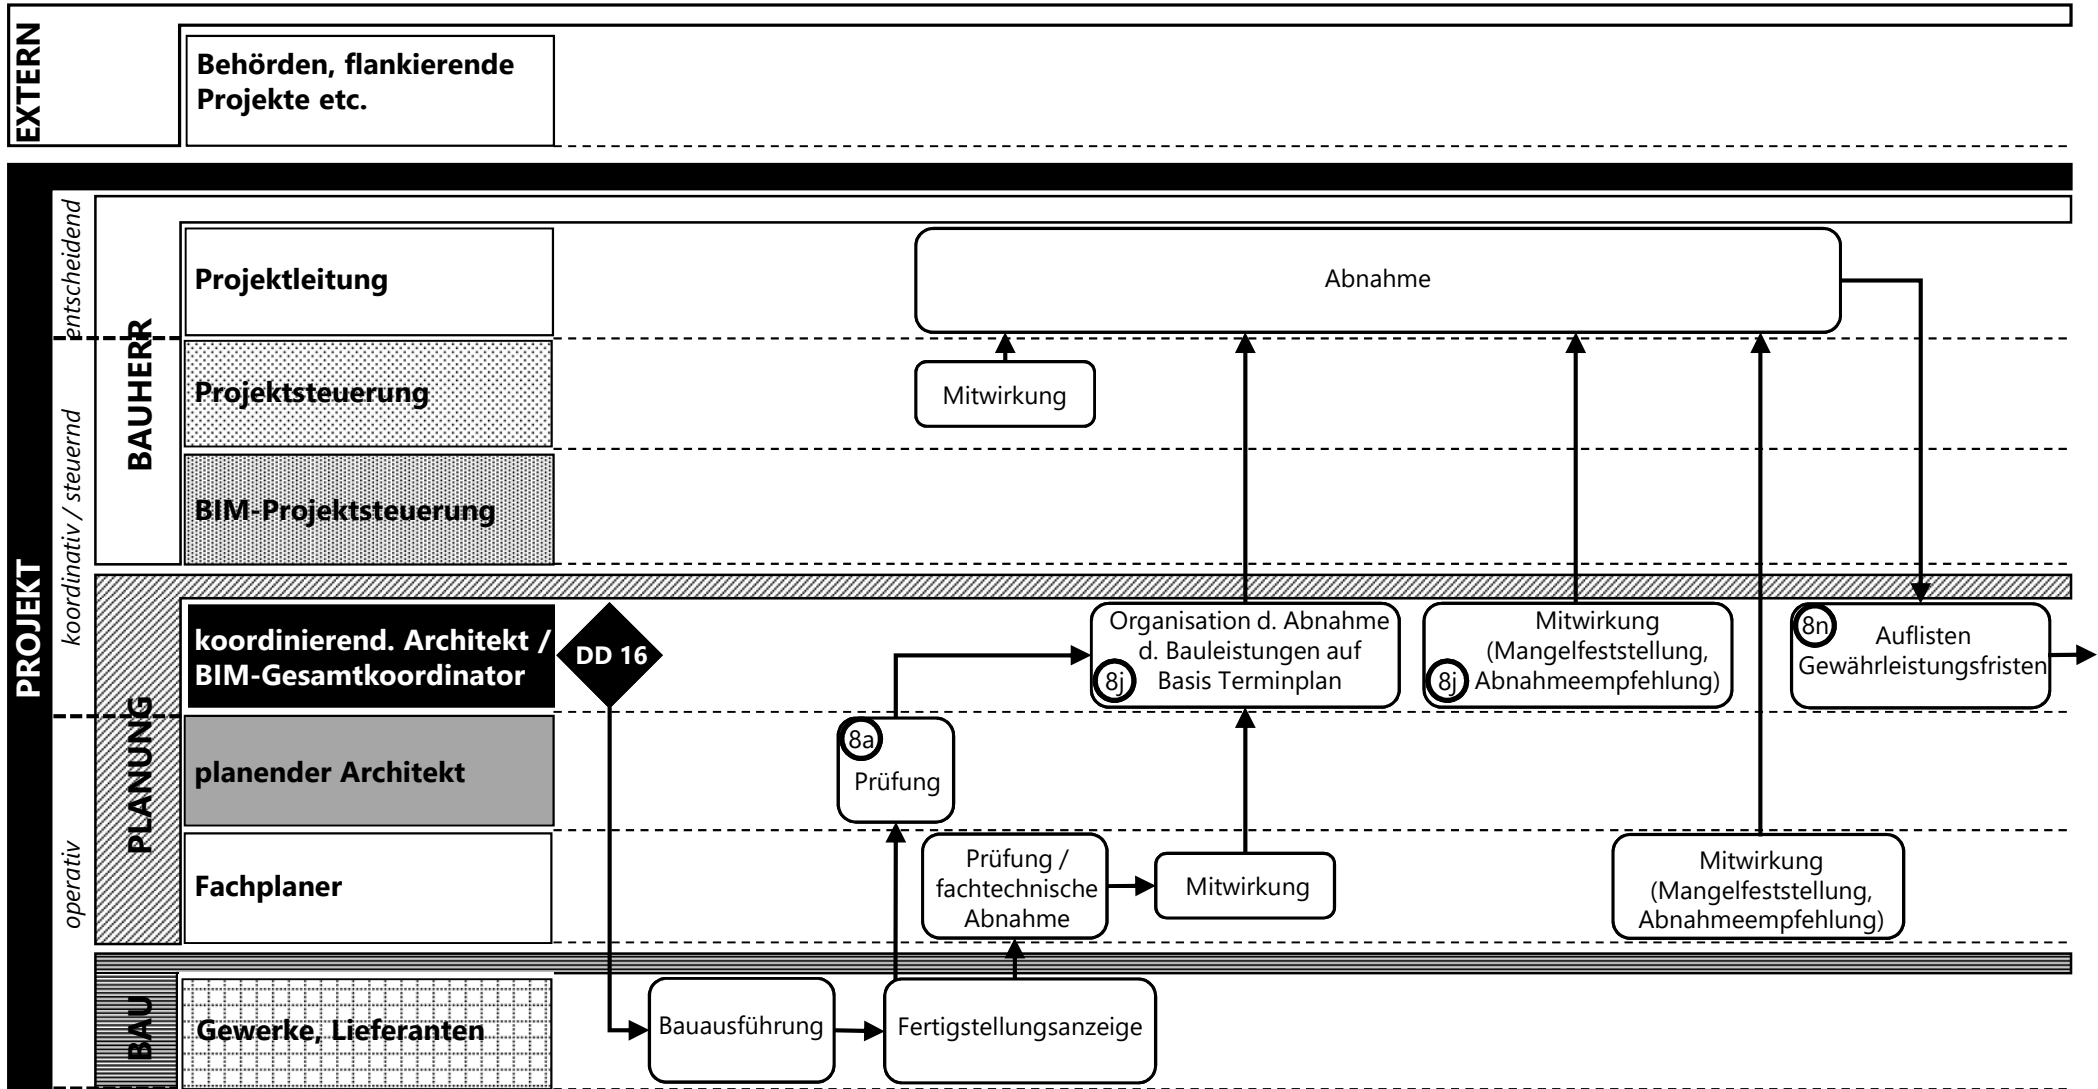 EXTERN
Behörden, flankierende
Projekte etc.
PROJEKT
entscheidend
koordinativ / steuernd
operativ
BAUHERR
Projektleitung
Abnahme
Projektsteuerung
Mitwirkung
BIM-Projektsteuerung
PLANUNG
koordinierend. Architekt /
BIM-Gesamtkoordinator
DD 16
Organisation d. Abnahme
d. Bauleistungen auf
Basis Terminplan
8j
Mitwirkung
(Mangelfeststellung,
Abnahmeempfehlung)
8j
8n
Auflisten
Gewährleistungsfristen
planender Architekt
8a
Prüfung
Fachplaner
Prüfung /
fachtechnische
Abnahme
Mitwirkung
Mitwirkung
(Mangelfeststellung,
Abnahmeempfehlung)
BAU
Gewerke, Lieferanten
Bauausführung
Fertigstellungsanzeige